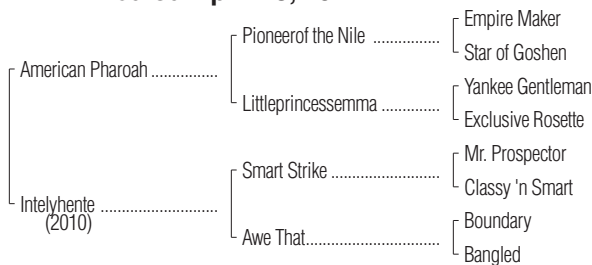 Empire Maker
Pioneerof the Nile ................
Star of Goshen
American Pharoah ................
Yankee Gentleman
Littleprincessemma ..............
Exclusive Rosette
Mr. Prospector
Smart Strike ..........................
Classy 'n Smart
Intelyhente ............................
(2010)
Boundary
Awe That................................
Bangled